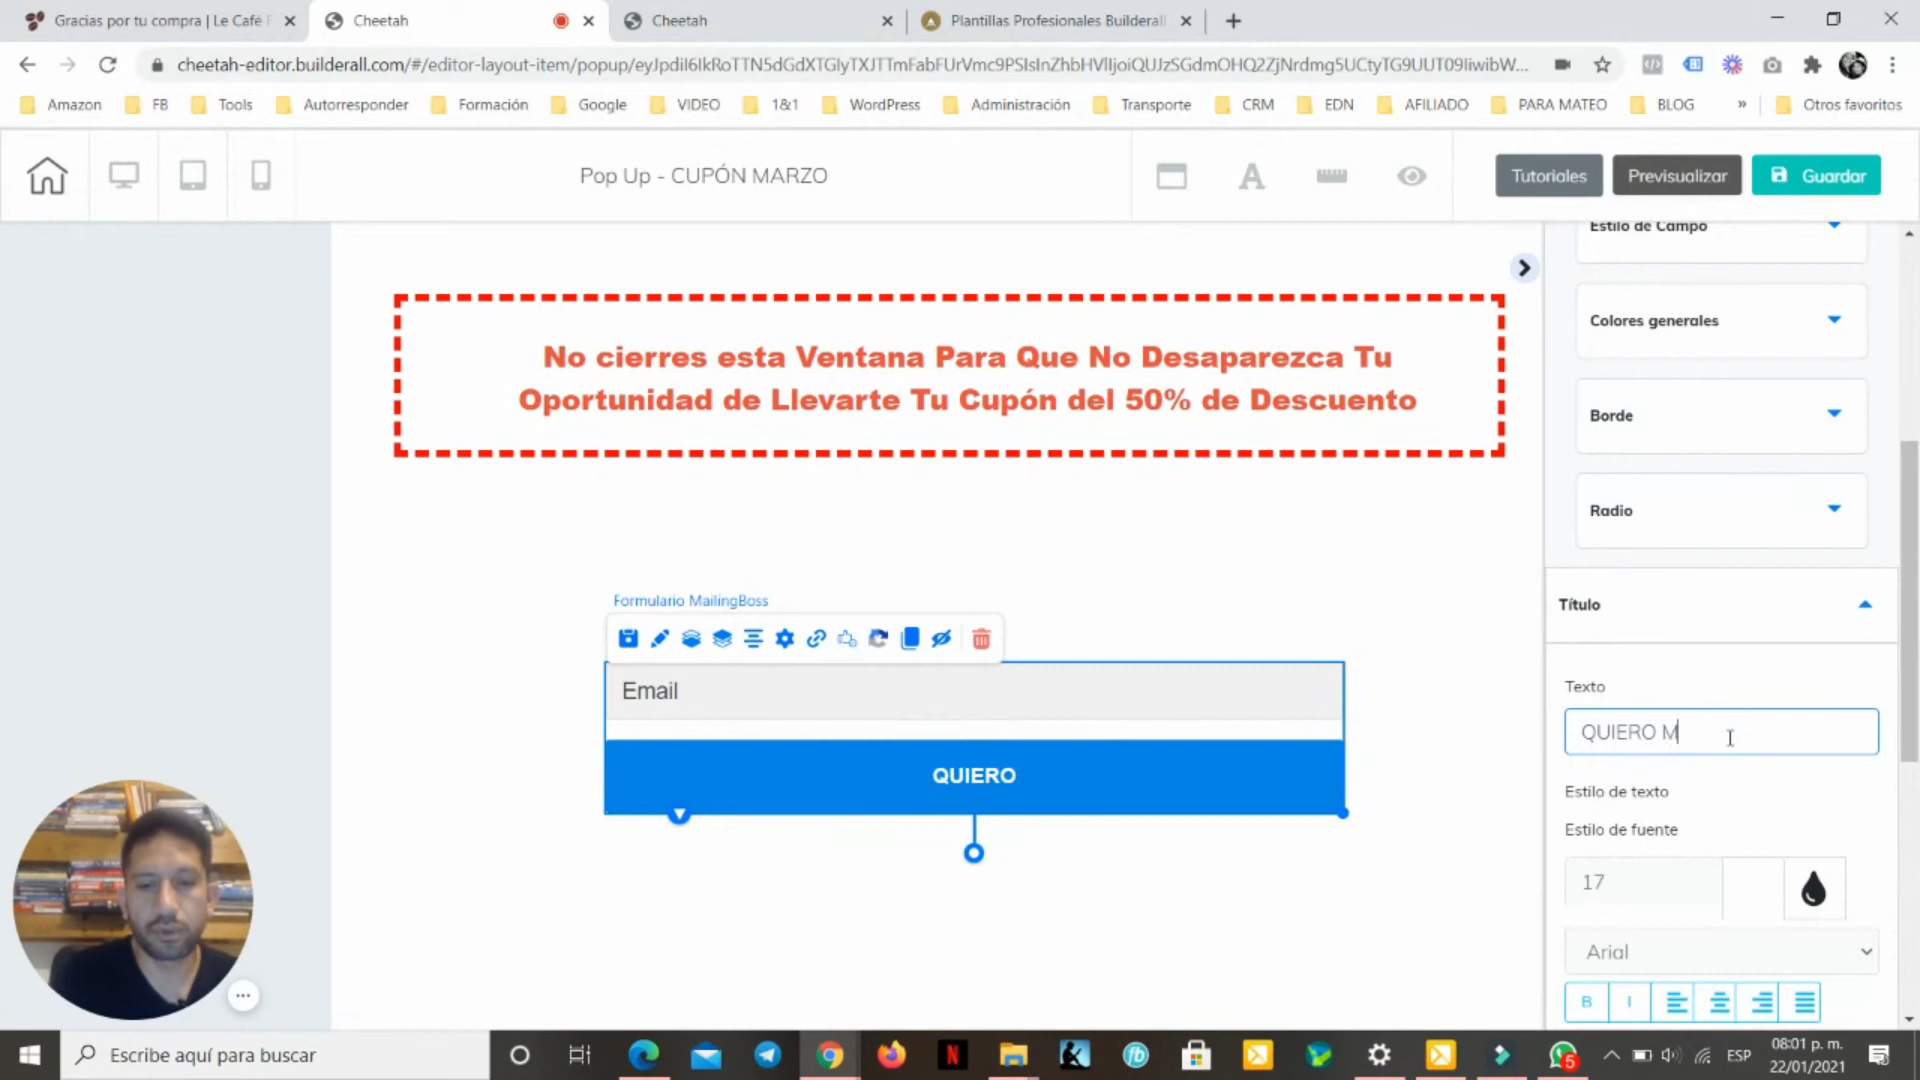 Gracias por tu compra | Le Café F
Cheetah
Cheetah
Plantillas Profesionales Builderall
cheetah-editor.builderall.com/#/editor-layout-item/popup/
Amazon
FB
Tools
Autorresponder
Formación
Google
VIDEO
1&1
WordPress
Administración
Transporte
CRM
EDN
AFILIADO
PARA MATEO
BLOG
»
Otros favoritos
Pop Up - CUPÓN MARZO
A
Tutoriales
Previsualizar
Guardar
Estilo de Campo
No cierres esta Ventana Para Que No Desaparezca Tu
Oportunidad de Llevarte Tu Cupón del 50% de Descuento
Colores generales
Borde
Radio
Formulario MailingBoss
Título
Email
Texto
QUIERO M
QUIERO
Estilo de texto
Estilo de fuente
17
Arial
B
I
Escribe aquí para buscar
5
ESP
08:01 p. m.
22/01/2021